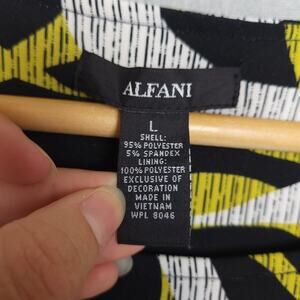 ALFANI
L
SHELL:
95% POLYESTER
5% SPANDEX
LINING:
100% POLYESTER
EXCLUSIVE OF
DECORATION
MADE IN
VIETNAM
WPL 8046